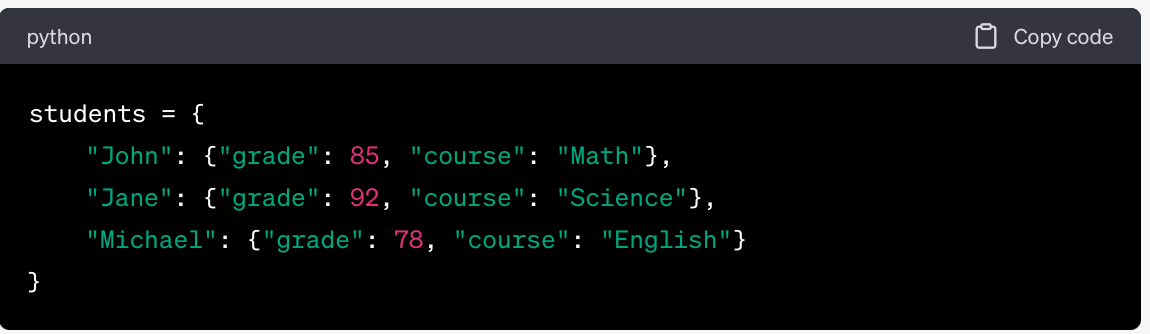 python
Copy code
students = {
    "John": {"grade": 85, "course": "Math"},
    "Jane": {"grade": 92, "course": "Science"},
    "Michael": {"grade": 78, "course": "English"}
}